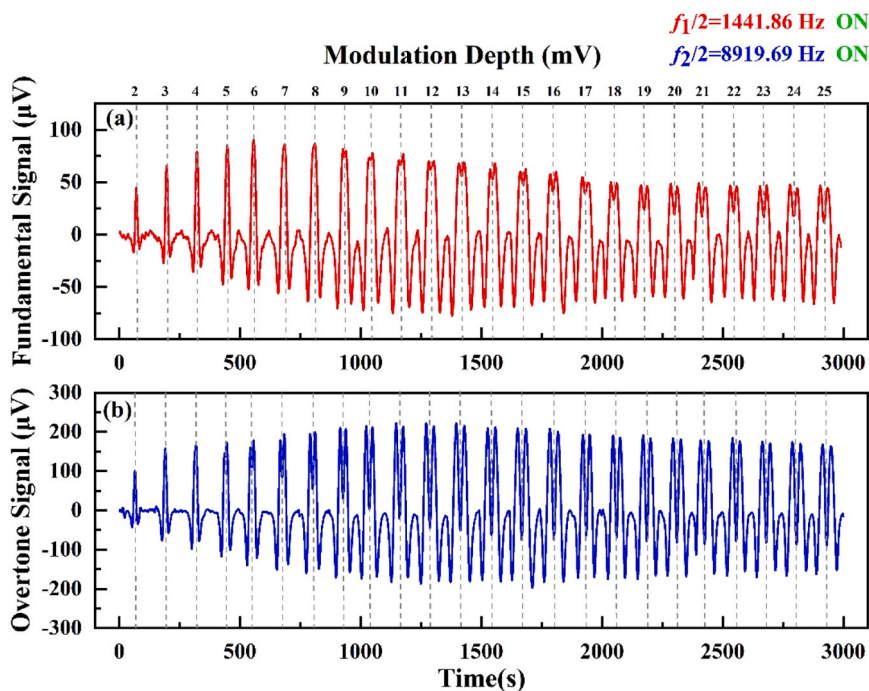 f1/2=1441.86 Hz ON
f2/2=8919.69 Hz ON
Modulation Depth (mV)
2 3 4 5 6 7 8 9 10 11 12 13 14 15 16 17 18 19 20 21 22 23 24 25
(a)
Fundamental Signal (μV)
100
50
0
-50
-100
0 500 1000 1500 2000 2500 3000
(b)
Overtone Signal (μV)
300
200
100
0
-100
-200
-300
0 500 1000 1500 2000 2500 3000
Time(s)